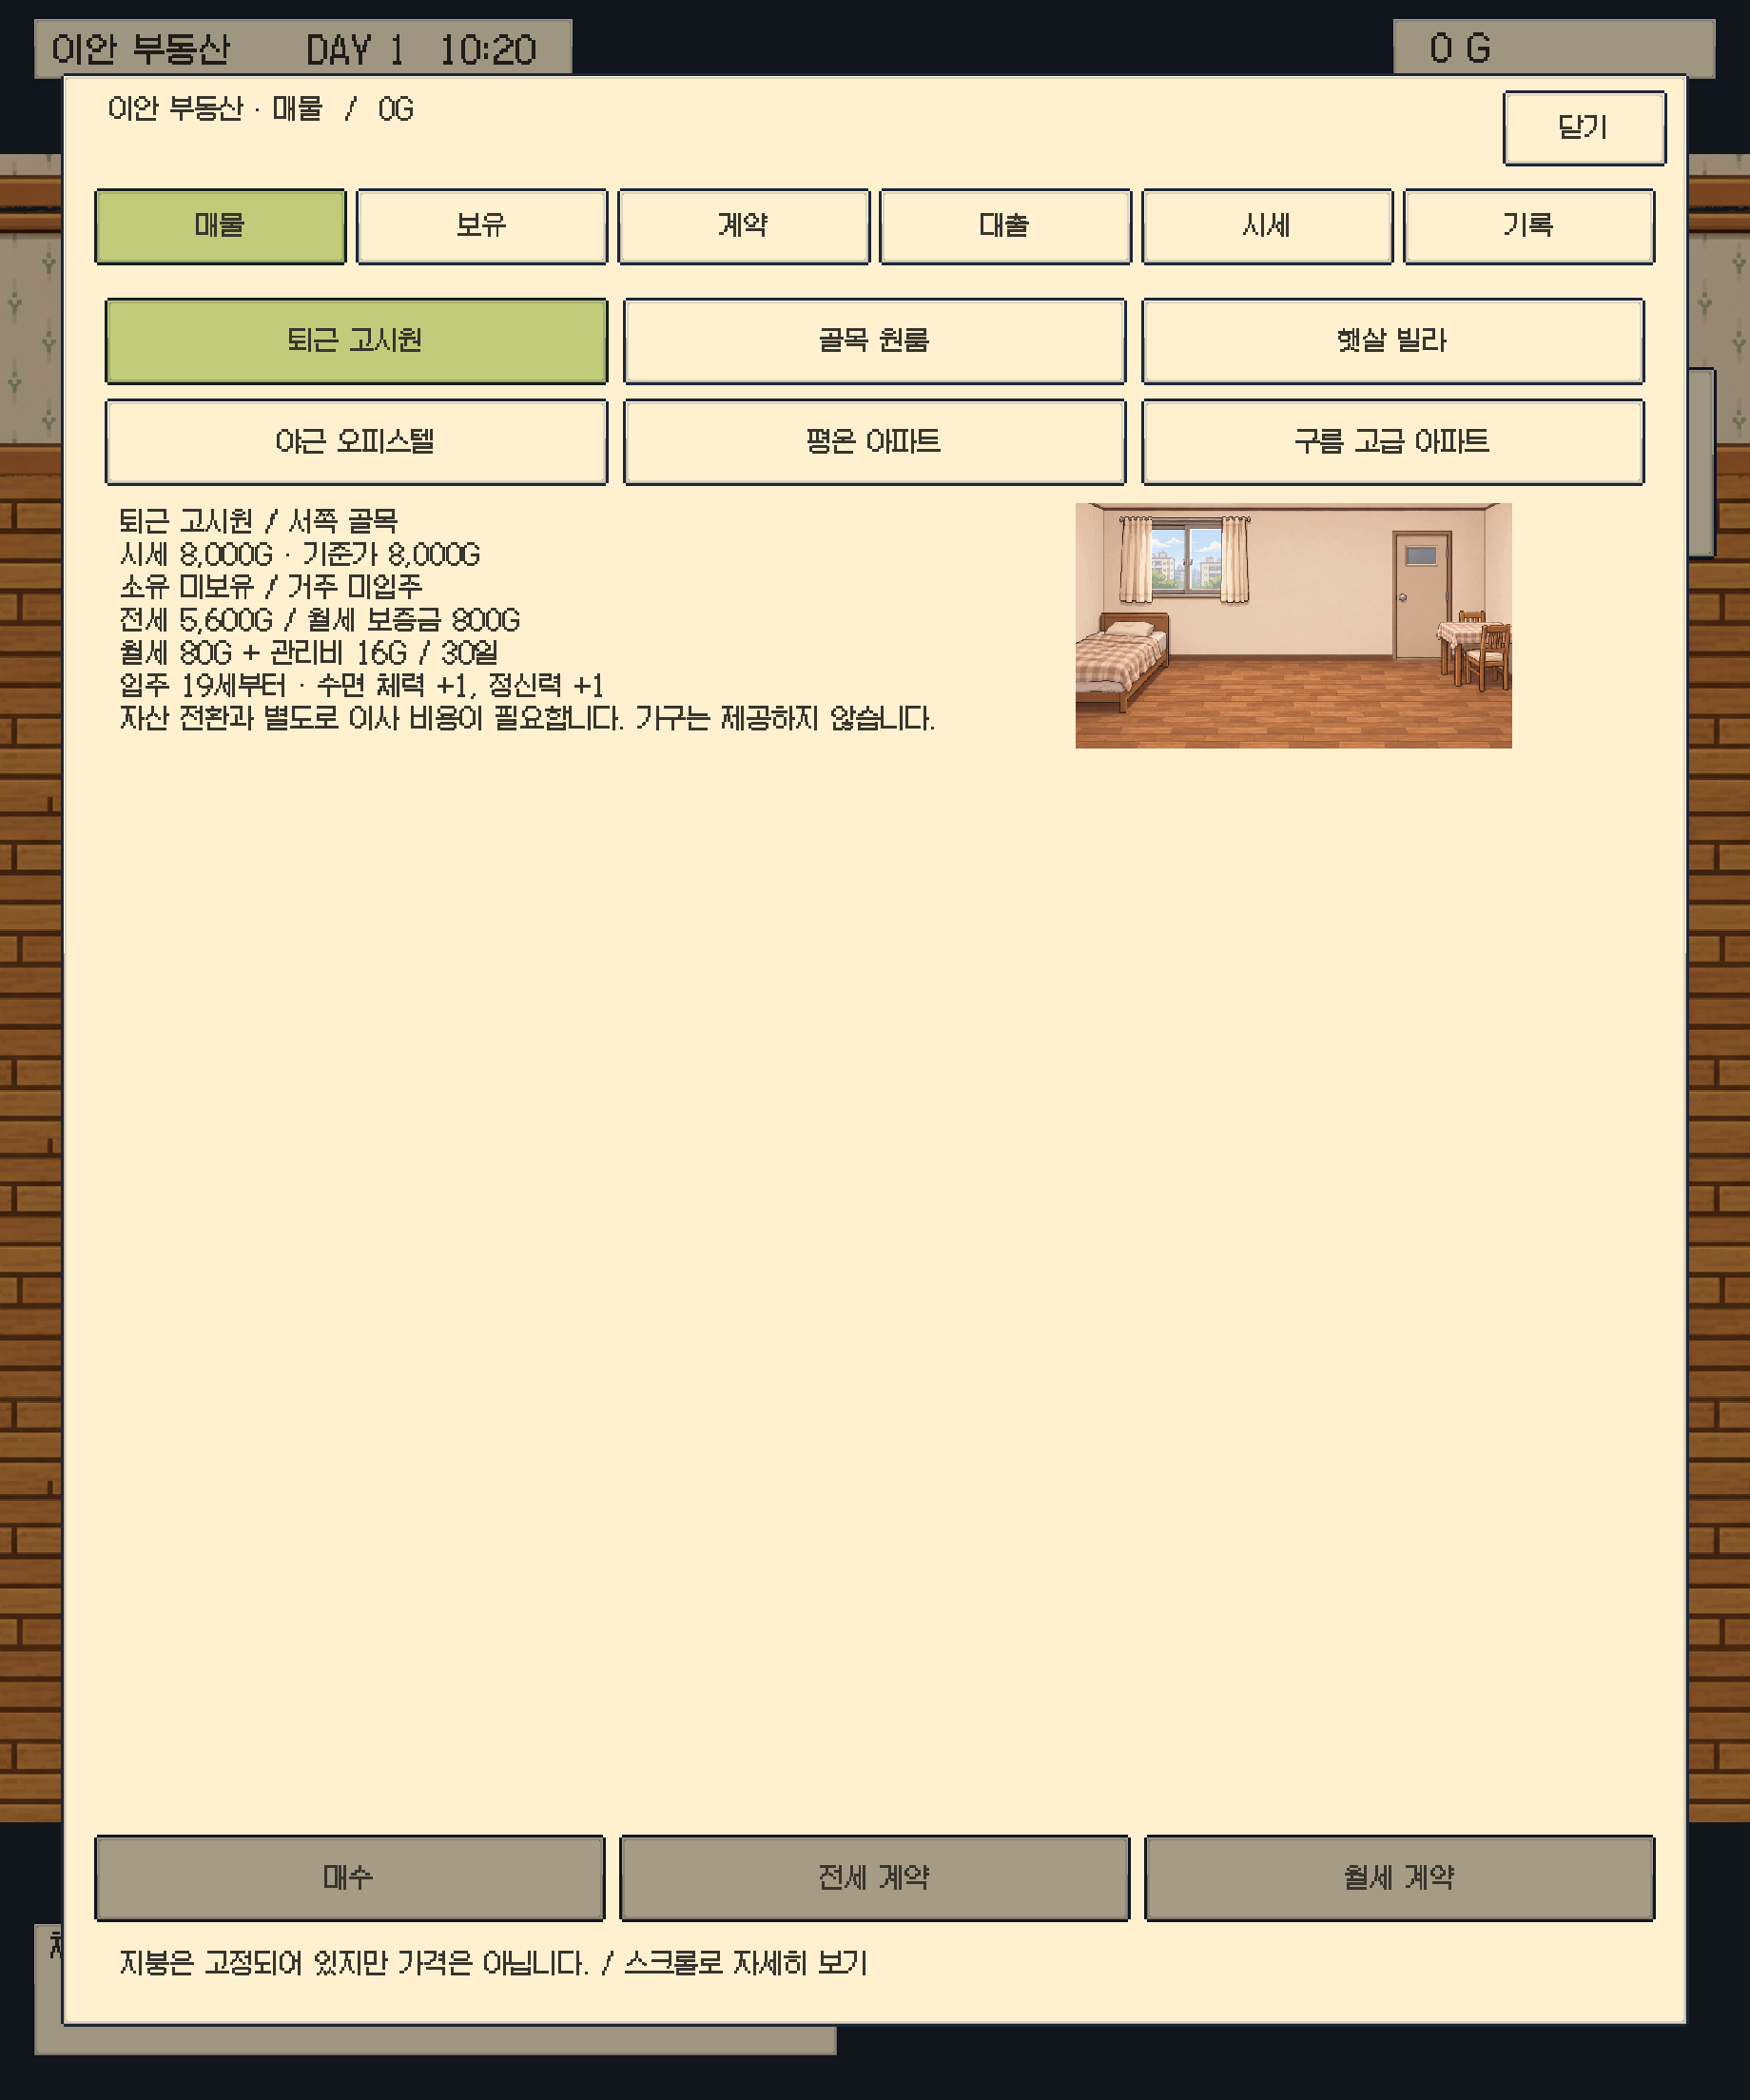 이안 부동산 DAY 1 10:20
0 G
이안 부동산 · 매물 / 0G
닫기
매물
보유
계약
대출
시세
기록
퇴근 고시원
골목 원룸
햇살 빌라
야근 오피스텔
평온 아파트
구름 고급 아파트
퇴근 고시원 / 서쪽 골목
시세 8,000G · 기준가 8,000G
소유 미보유 / 거주 미입주
전세 5,600G / 월세 보증금 800G
월세 80G + 관리비 16G / 30일
입주 19세부터 · 수면 체력 +1, 정신력 +1
자산 전환과 별도로 이사 비용이 필요합니다. 가구는 제공하지 않습니다.
매수
전세 계약
월세 계약
지붕은 고정되어 있지만 가격은 아닙니다. / 스크롤로 자세히 보기